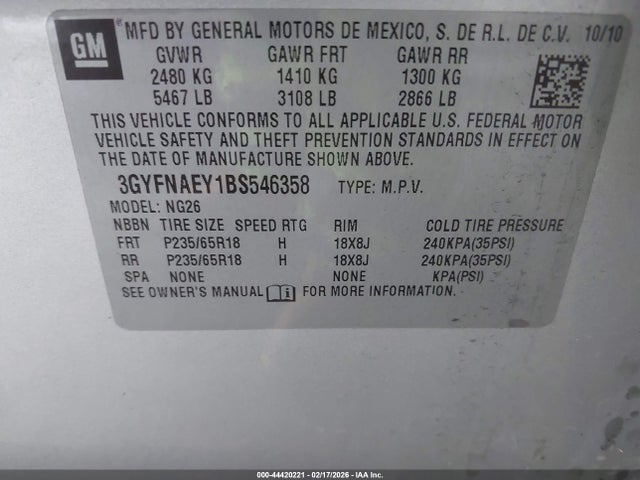 GM MFD BY GENERAL MOTORS DE MEXICO, S. DE R.L. DE C.V. 10/10
GVWR GAWR FRT GAWR RR
2480 KG 1410 KG 1300 KG
5467 LB 3108 LB 2866 LB
THIS VEHICLE CONFORMS TO ALL APPLICABLE U.S. FEDERAL MOTOR
VEHICLE SAFETY AND THEFT PREVENTION STANDARDS IN EFFECT ON
THE DATE OF MANUFACTURE SHOWN ABOVE.
3GYFNAEY1BS546358 TYPE: M.P.V.
MODEL: NG26
NBBN TIRE SIZE SPEED RTG RIM COLD TIRE PRESSURE
FRT P235/65R18 H 18X8J 240KPA(35PSI)
RR P235/65R18 H 18X8J 240KPA(35PSI)
SPA NONE NONE KPA(PSI)
SEE OWNER'S MANUAL FOR MORE INFORMATION.
000-44420221 - 02/17/2026 - IAAI.com